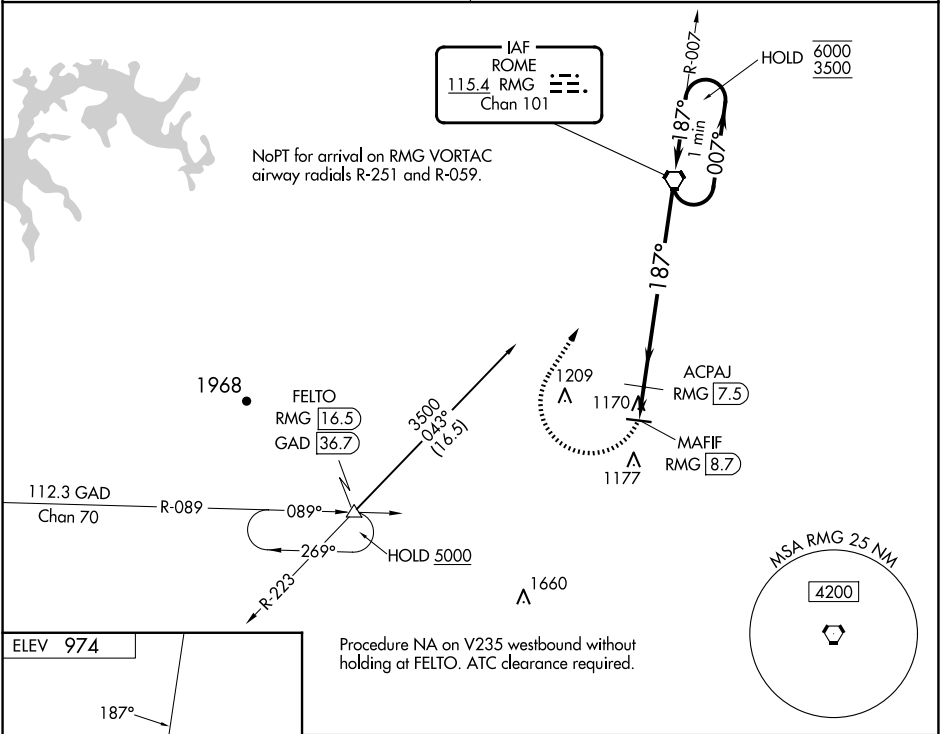 IAF
ROME
115.4 RMG
Chan 101
R-007
HOLD 6000
3500
187°
1 min
007°
NoPT for arrival on RMG VORTAC
airway radials R-251 and R-059.
187°
1209
1170
ACPAJ
RMG 7.5
MAFIF
RMG 8.7
1177
1968
FELTO
RMG 16.5
GAD 36.7
3500
043°
(16.5)
112.3 GAD
Chan 70
R-089
089°
269°
HOLD 5000
R-223
1660
MSA RMG 25 NM
4200
ELEV 974
187°
Procedure NA on V235 westbound without
holding at FELTO. ATC clearance required.